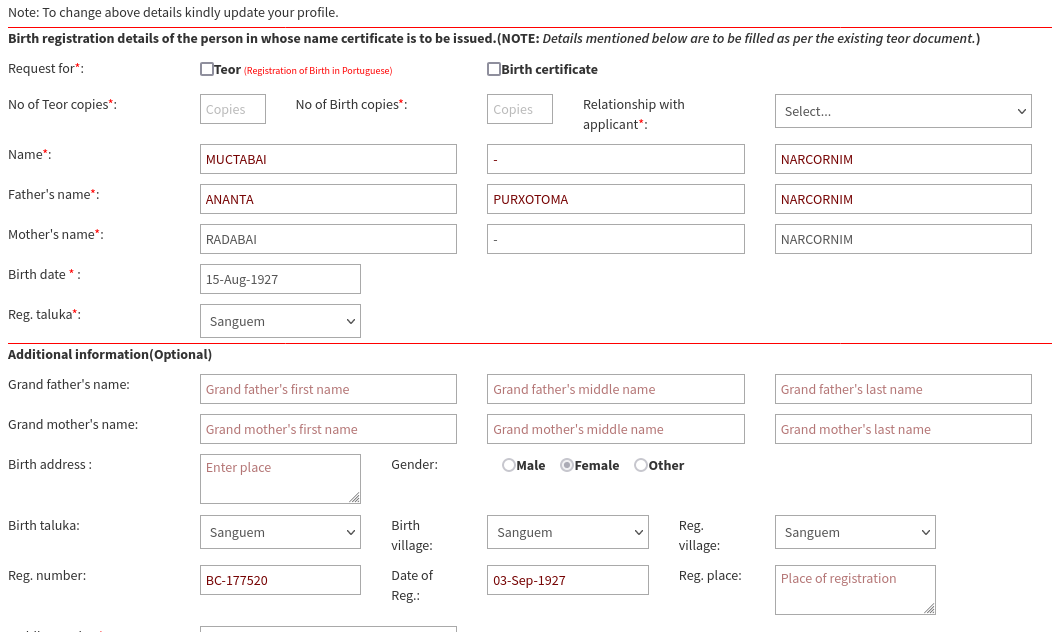 Note: To change above details kindly update your profile.
Birth registration details of the person in whose name certificate is to be issued.(NOTE: Details mentioned below are to be filled as per the existing teor document.)
Request for*: Teor (Registration of Birth in Portuguese) Birth certificate
No of Teor copies*: Copies No of Birth copies*: Copies Relationship with applicant*: Select...
Name*: MUCTABAI - NARCORNIM
Father's name*: ANANTA PURXOTOMA NARCORNIM
Mother's name*: RADABAI - NARCORNIM
Birth date * : 15-Aug-1927
Reg. taluka*: Sanguem
Additional information(Optional)
Grand father's name: Grand father's first name Grand father's middle name Grand father's last name
Grand mother's name: Grand mother's first name Grand mother's middle name Grand mother's last name
Birth address : Enter place Gender: Male Female Other
Birth taluka: Sanguem Birth village: Sanguem Reg. village: Sanguem
Reg. number: BC-177520 Date of Reg.: 03-Sep-1927 Reg. place: Place of registration